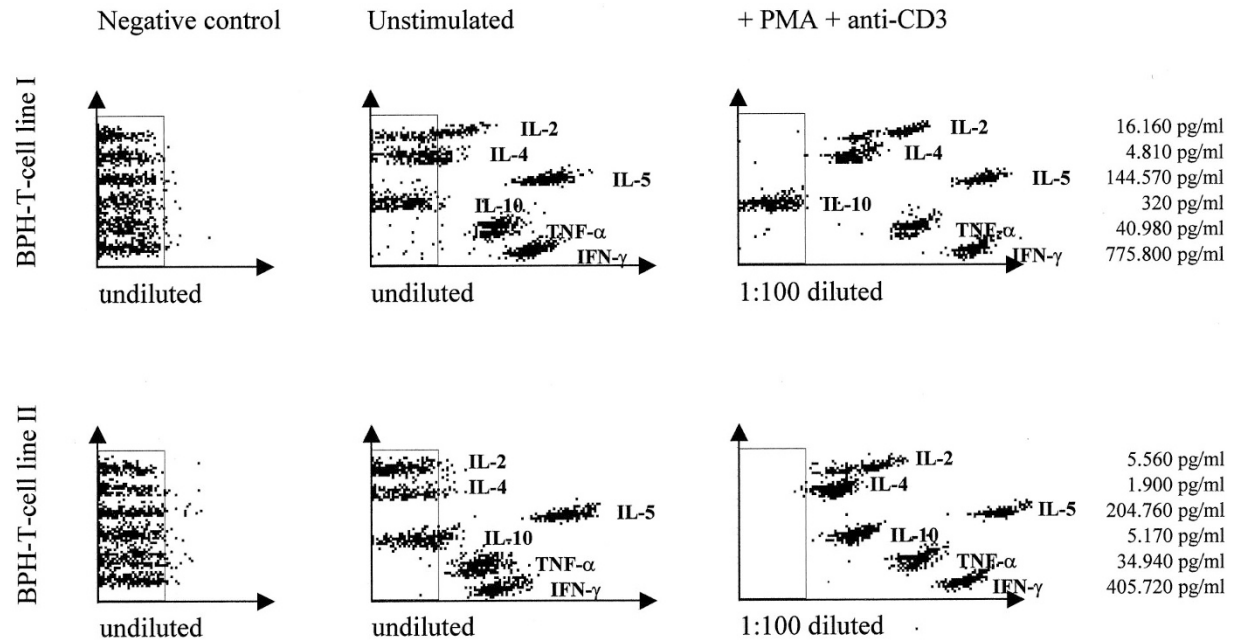 Negative control
Unstimulated
+ PMA + anti-CD3
BPH-T-cell line I
IL-2
IL-4
IL-5
IL-10
TNF-α
IFN-γ
IL-2
IL-4
IL-5
IL-10
TNF-α
IFN-γ
16.160 pg/ml
4.810 pg/ml
144.570 pg/ml
320 pg/ml
40.980 pg/ml
775.800 pg/ml
undiluted
undiluted
1:100 diluted
BPH-T-cell line II
IL-2
IL-4
IL-5
IL-10
TNF-α
IFN-γ
IL-2
IL-4
IL-5
IL-10
TNF-α
IFN-γ
5.560 pg/ml
1.900 pg/ml
204.760 pg/ml
5.170 pg/ml
34.940 pg/ml
405.720 pg/ml
undiluted
undiluted
1:100 diluted